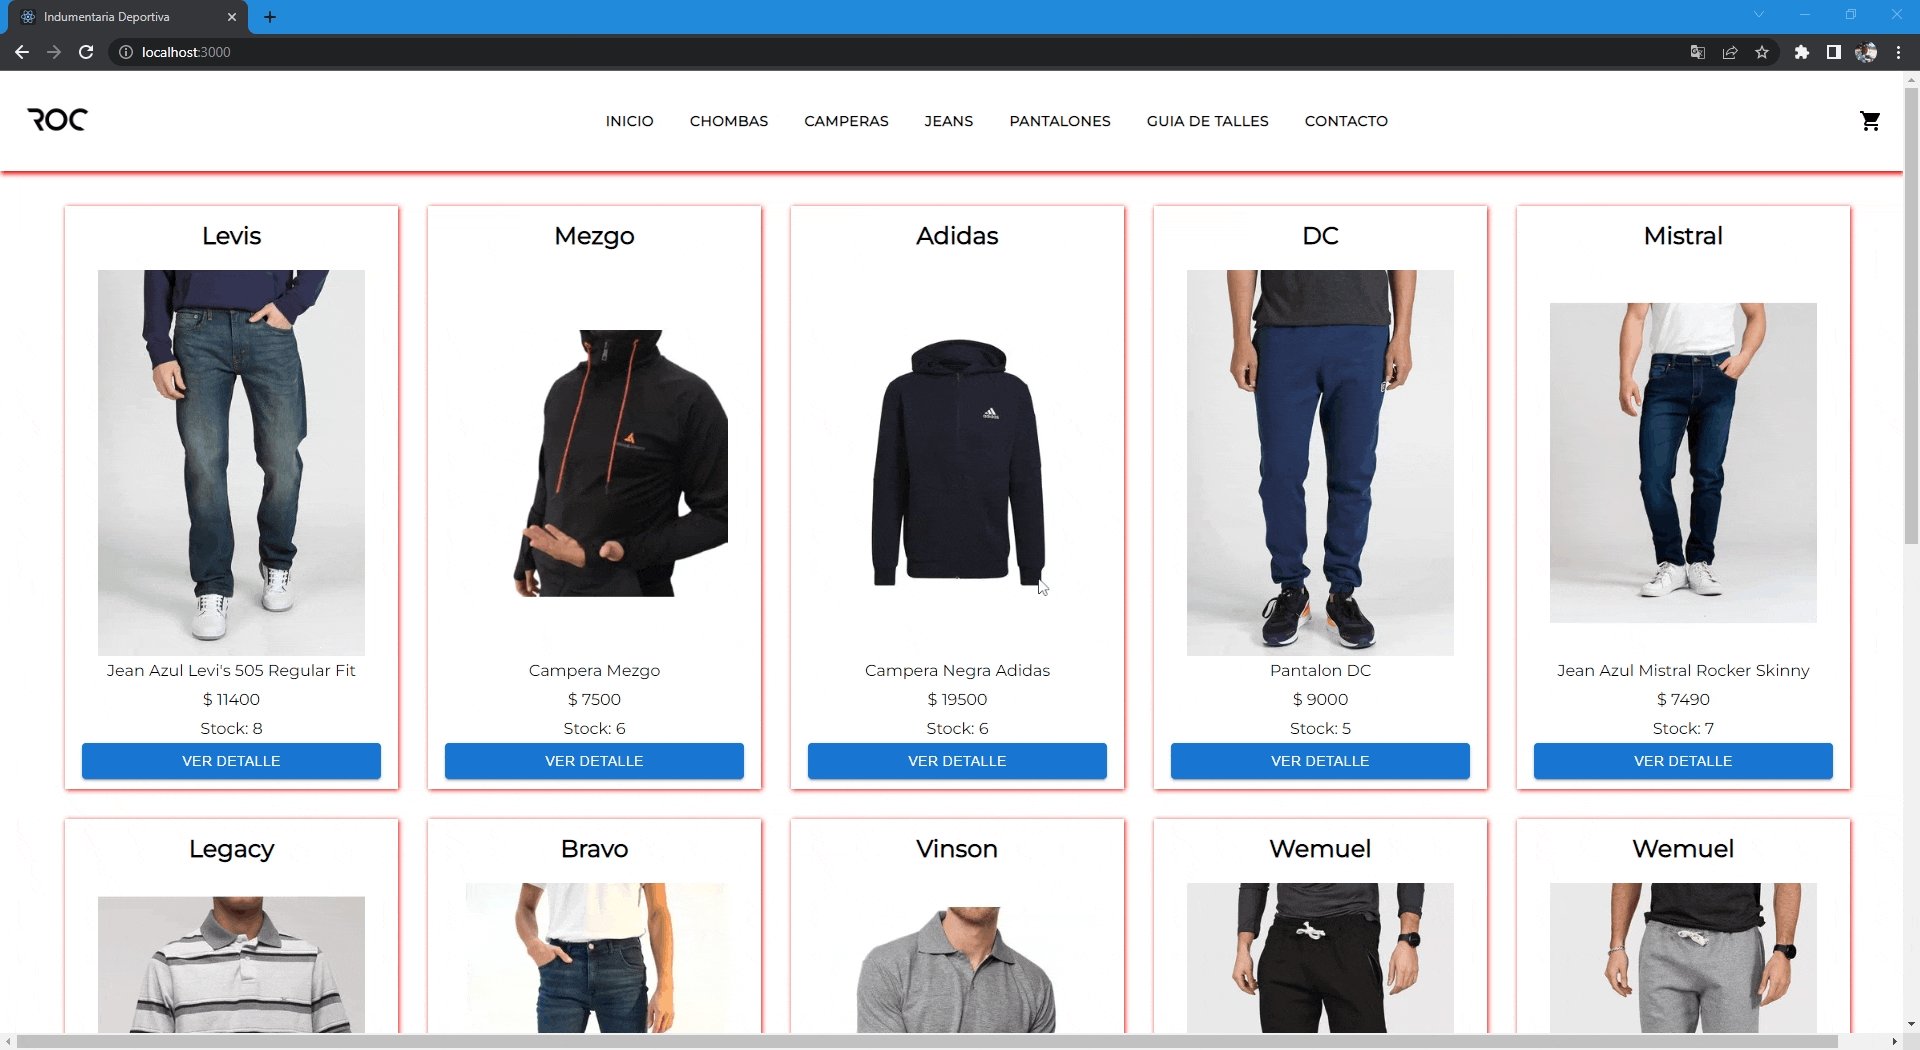 Indumentaria Deportiva
localhost:3000
ROC
INICIO CHOMBAS CAMPERAS JEANS PANTALONES GUIA DE TALLES CONTACTO
Levis
Jean Azul Levi's 505 Regular Fit
$ 11400
Stock: 8
VER DETALLE
Mezgo
Campera Mezgo
$ 7500
Stock: 6
VER DETALLE
Adidas
adidas
Campera Negra Adidas
$ 19500
Stock: 6
VER DETALLE
DC
Pantalon DC
$ 9000
Stock: 5
VER DETALLE
Mistral
Jean Azul Mistral Rocker Skinny
$ 7490
Stock: 7
VER DETALLE
Legacy
Bravo
Vinson
Wemuel
Wemuel